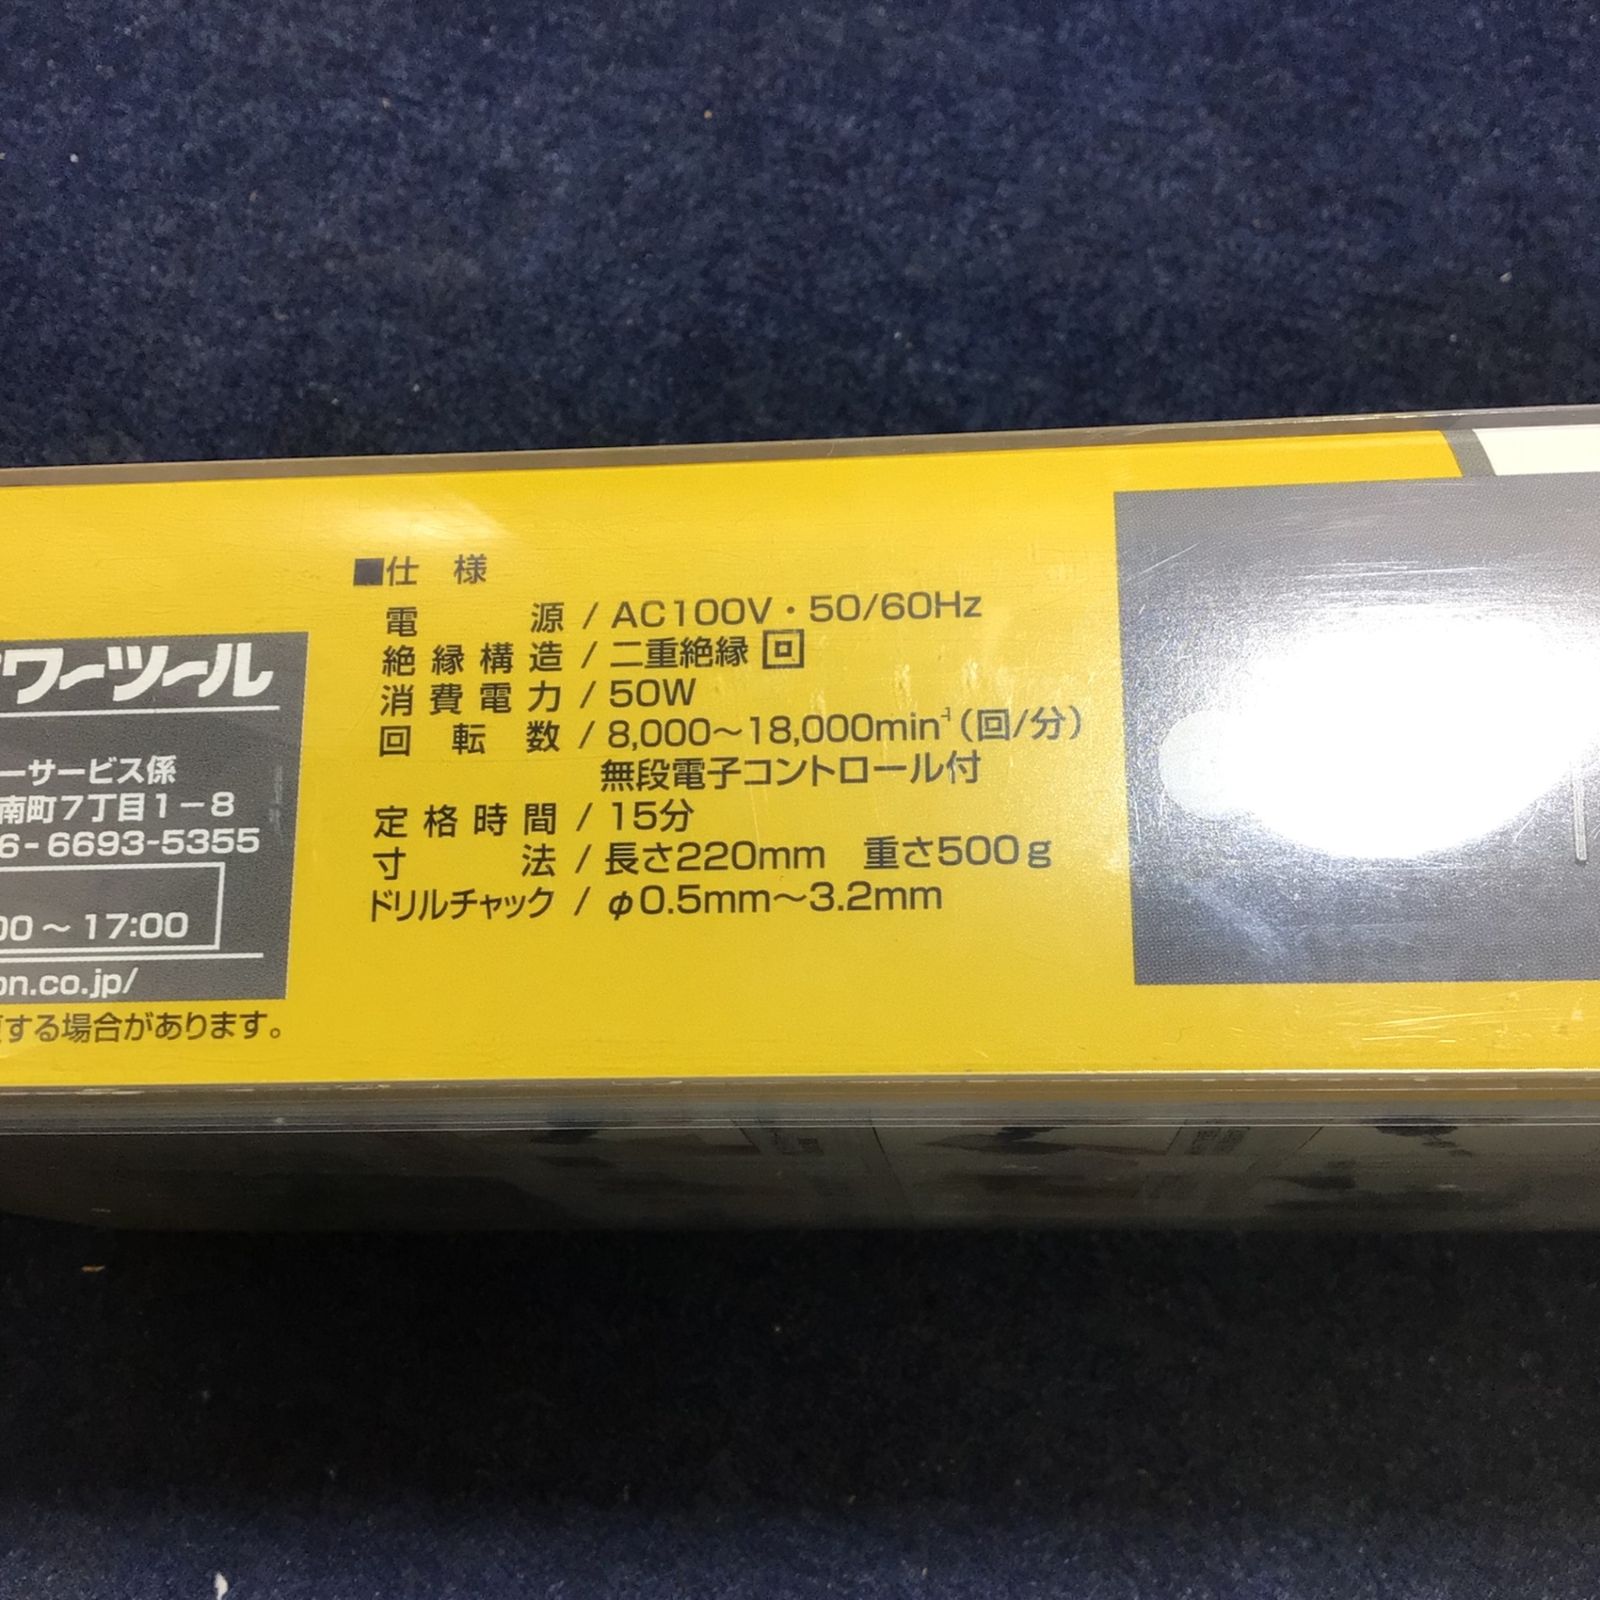 ■仕 様
電 源 / AC100V・50/60Hz
絶縁構造 / 二重絶縁 回
消費電力 / 50W
回転数 / 8,000～18,000min⁻¹(回/分)
無段電子コントロール付
定格時間 / 15分
寸 法 / 長さ220mm 重さ500g
ドリルチャック / φ0.5mm～3.2mm
ワーツール
ーサービス係
南町7丁目1－8
6-6693-5355
00～17:00
on.co.jp/
する場合があります。